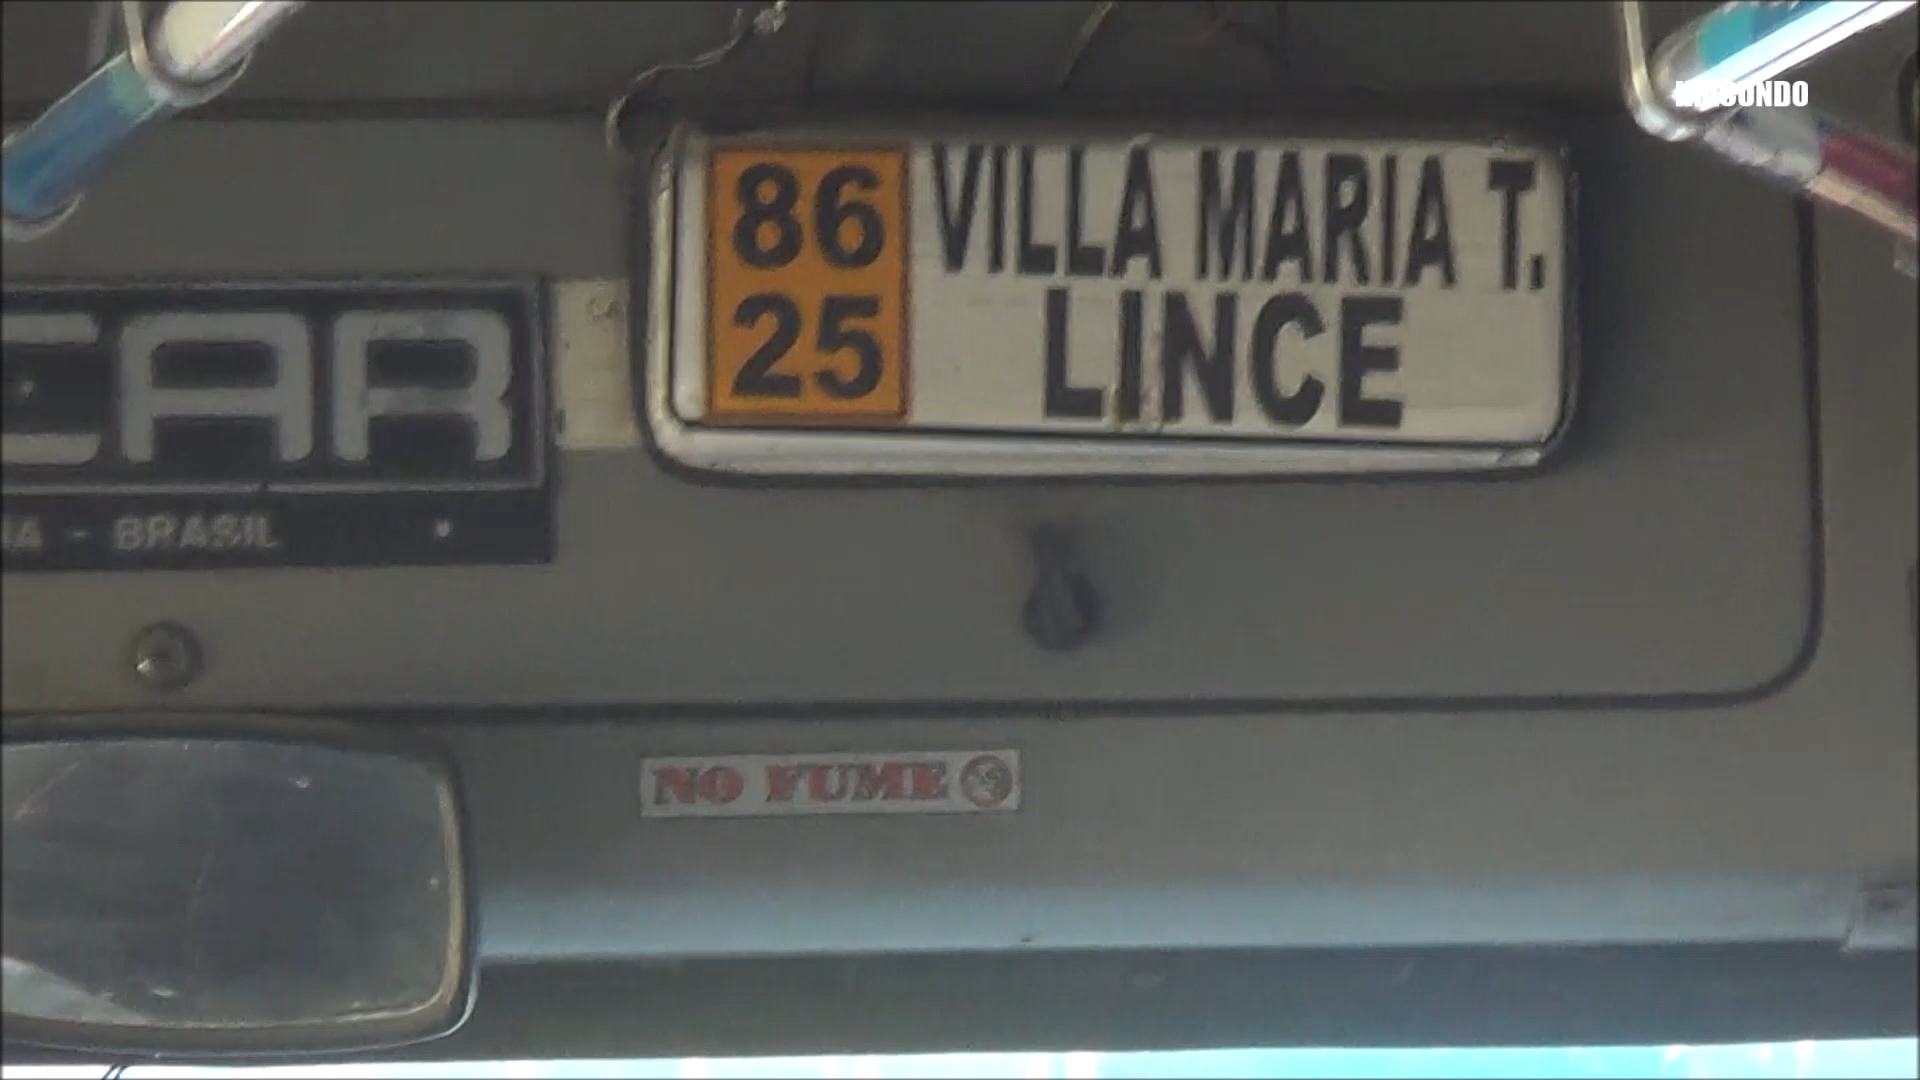 86 VILLA MARIA T.
25 LINCE
CAR
- BRASIL
NO FUME